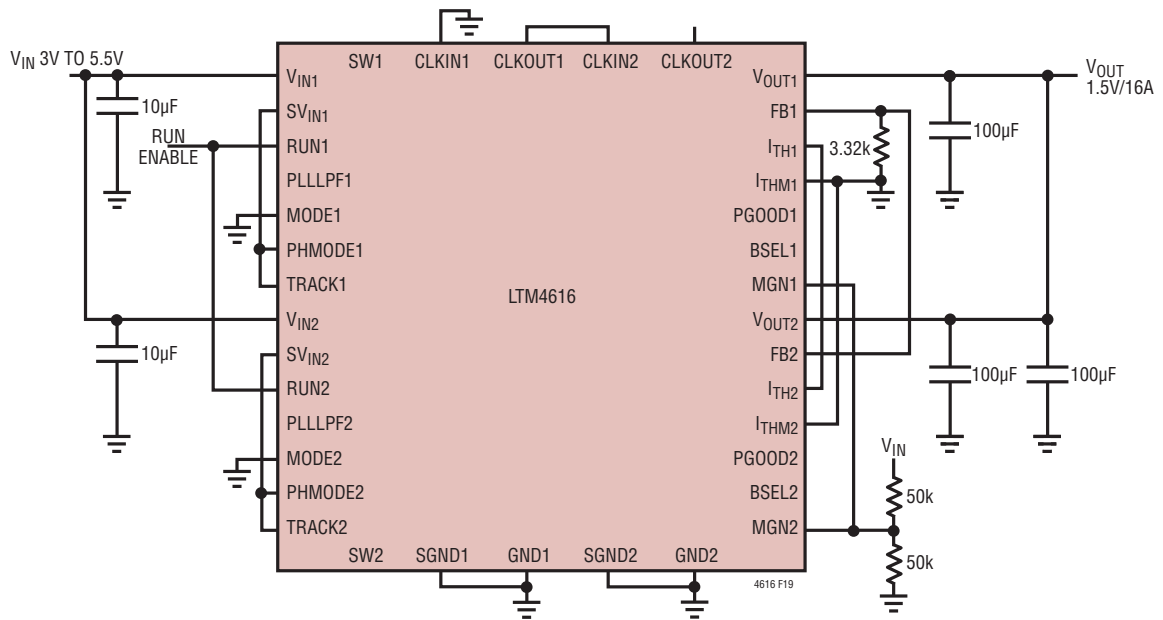 V_IN 3V TO 5.5V
10µF
RUN
ENABLE
10µF
SW1
CLKIN1
CLKOUT1
CLKIN2
CLKOUT2
V_IN1
SV_IN1
RUN1
PLLLPF1
MODE1
PHMODE1
TRACK1
V_IN2
SV_IN2
RUN2
PLLLPF2
MODE2
PHMODE2
TRACK2
LTM4616
SW2
SGND1
GND1
SGND2
GND2
V_OUT1
FB1
I_TH1
I_THM1
PGOOD1
BSEL1
MGN1
V_OUT2
FB2
I_TH2
I_THM2
PGOOD2
BSEL2
MGN2
3.32k
100µF
V_OUT
1.5V/16A
100µF
100µF
V_IN
50k
50k
4616 F19